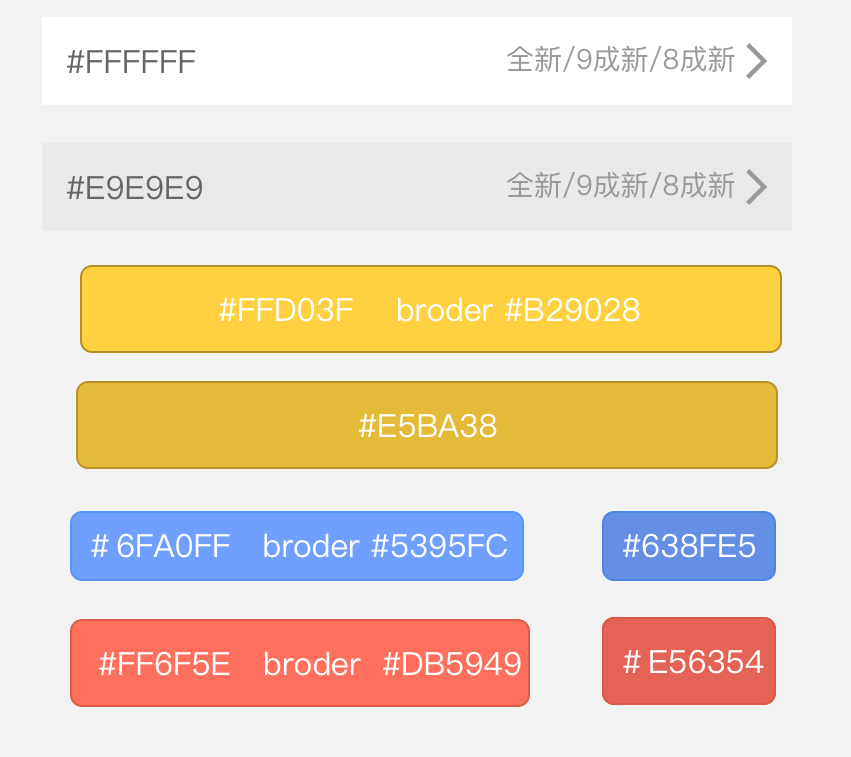 #FFFFFF 全新/9成新/8成新
#E9E9E9 全新/9成新/8成新
#FFD03F broder #B29028
#E5BA38
# 6FA0FF broder #5395FC #638FE5
#FF6F5E broder #DB5949 # E56354